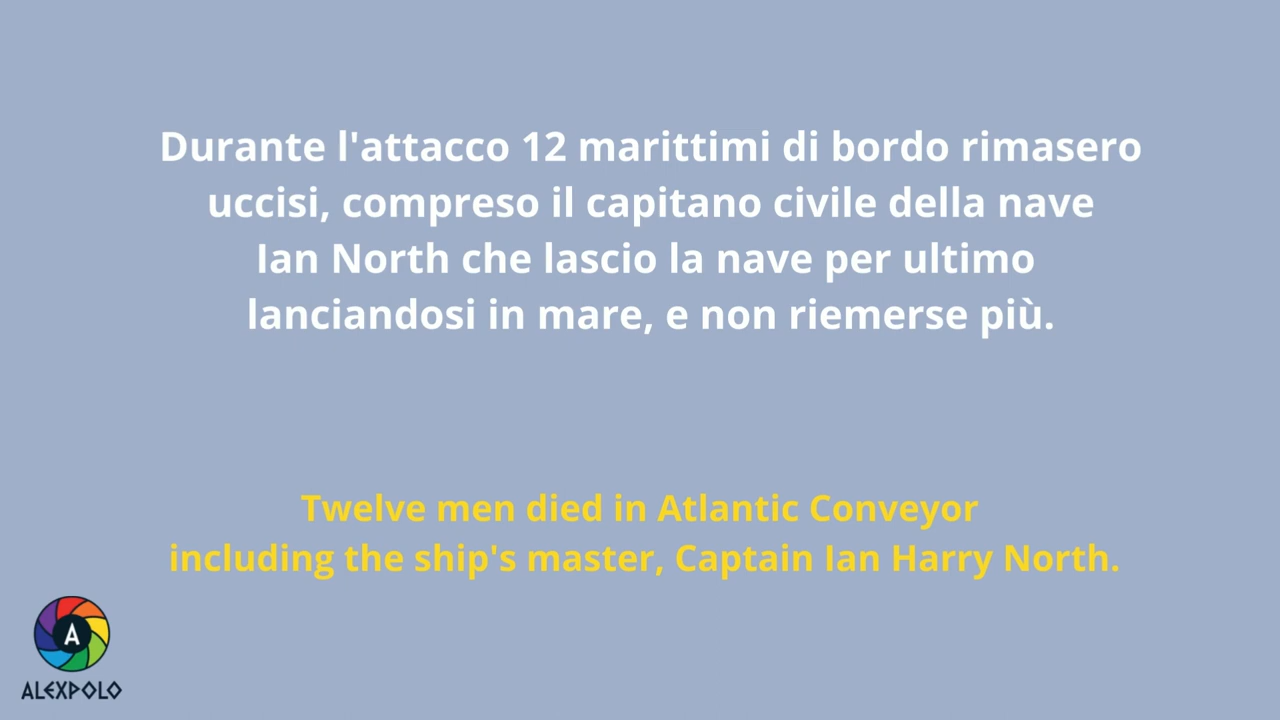 Durante l'attacco 12 marittimi di bordo rimasero
uccisi, compreso il capitano civile della nave
Ian North che lascio la nave per ultimo
lanciandosi in mare, e non riemerse più.
Twelve men died in Atlantic Conveyor
including the ship's master, Captain Ian Harry North.
A
ALEXPOLO